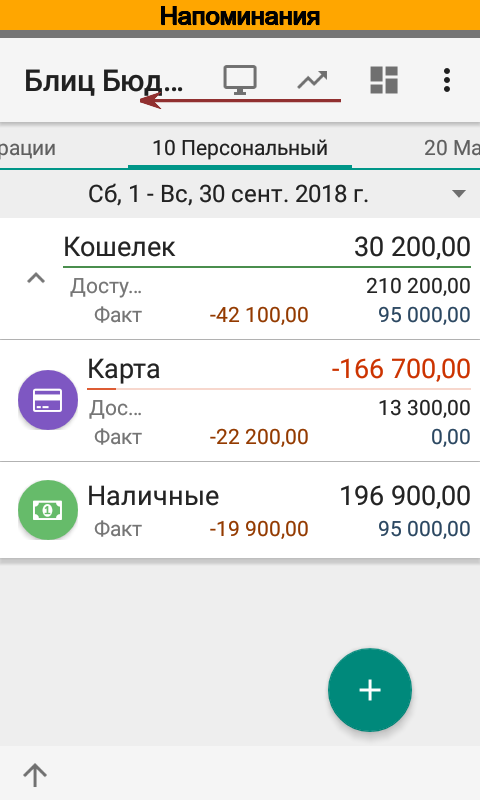 Напоминания
Блиц Бюд...
рации 10 Персональный 20 Ма
Сб, 1 - Вс, 30 сент. 2018 г.
Кошелек 30 200,00
Досту... 210 200,00
Факт -42 100,00 95 000,00
Карта -166 700,00
Дос... 13 300,00
Факт -22 200,00 0,00
Наличные 196 900,00
Факт -19 900,00 95 000,00